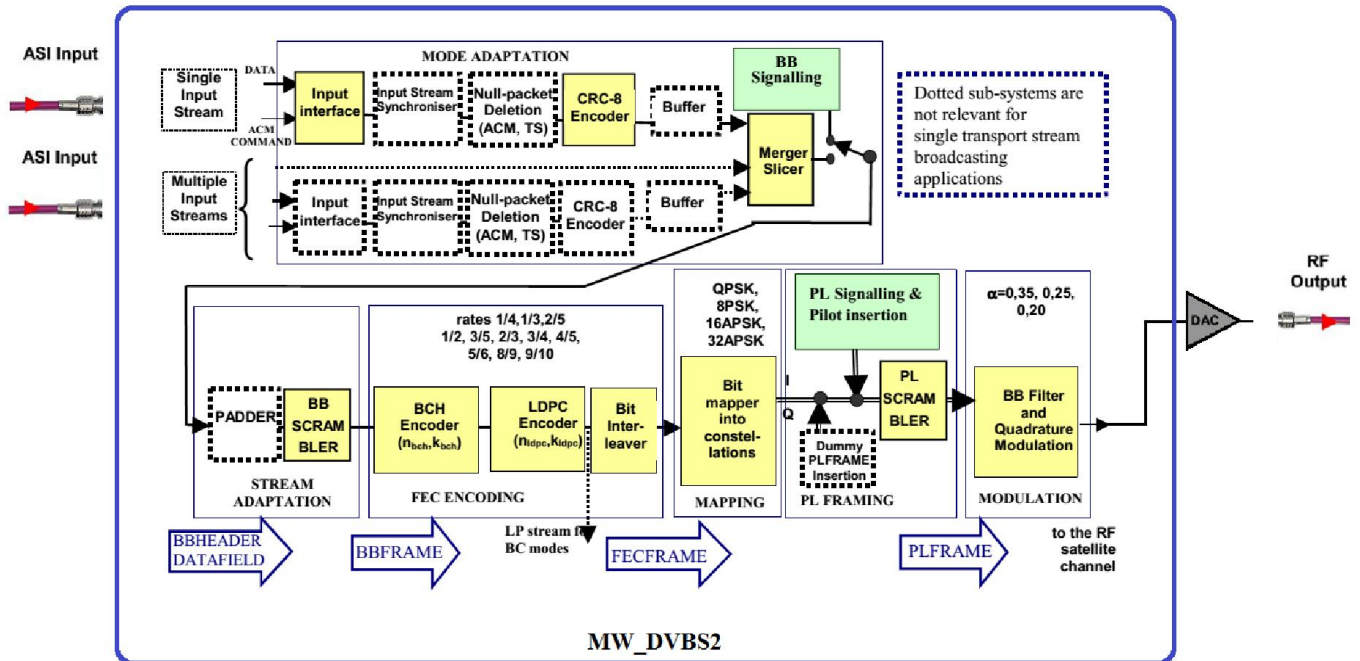 ASI Input
ASI Input
MODE ADAPTATION
Single
Input
Stream
DATA
ACM
COMMAND
Input
interface
Input Stream
Synchroniser
Null-packet
Deletion
(ACM, TS)
CRC-8
Encoder
Buffer
BB
Signalling
Merger
Slicer
Dotted sub-systems are
not relevant for
single transport stream
broadcasting
applications
Multiple
Input
Streams
Input
interface
Input Stream
Synchroniser
Null-packet
Deletion
(ACM, TS)
CRC-8
Encoder
Buffer
rates 1/4,1/3,2/5
1/2, 3/5, 2/3, 3/4, 4/5,
5/6, 8/9, 9/10
QPSK,
8PSK,
16APSK,
32APSK
PL Signalling &
Pilot insertion
α=0,35, 0,25,
0,20
RF
Output
DAC
PADDER
BB
SCRAM
BLER
BCH
Encoder
(nbch,kbch)
LDPC
Encoder
(nldpc,kldpc)
Bit
Inter-
leaver
Bit
mapper
into
constel-
lations
I
Q
Dummy
PLFRAME
Insertion
PL
SCRAM
BLER
BB Filter
and
Quadrature
Modulation
STREAM
ADAPTATION
FEC ENCODING
MAPPING
PL FRAMING
MODULATION
LP stream for
BC modes
BBHEADER
DATAFIELD
BBFRAME
FECFRAME
PLFRAME
to the RF
satellite
channel
MW_DVBS2